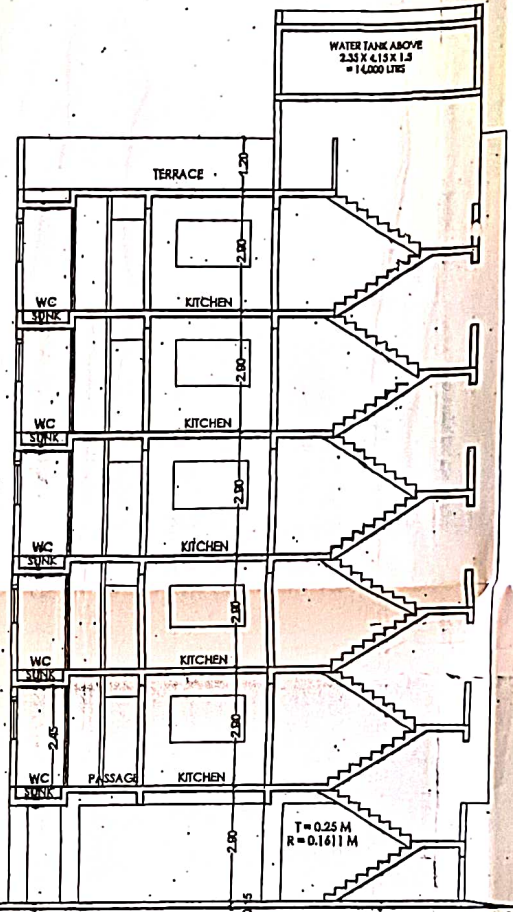 WATER TANK ABOVE
2.35 X 4.15 X 1.5
= 14,000 LTRS
1.20
TERRACE
2.90
WC
KITCHEN
SUNK
2.90
WC
KITCHEN
SUNK
2.90
WC
KITCHEN
SUNK
2.90
WC
KITCHEN
SUNK
2.90
2.45
WC
PASSAGE
KITCHEN
SUNK
T = 0.25 M
R = 0.1611 M
2.90